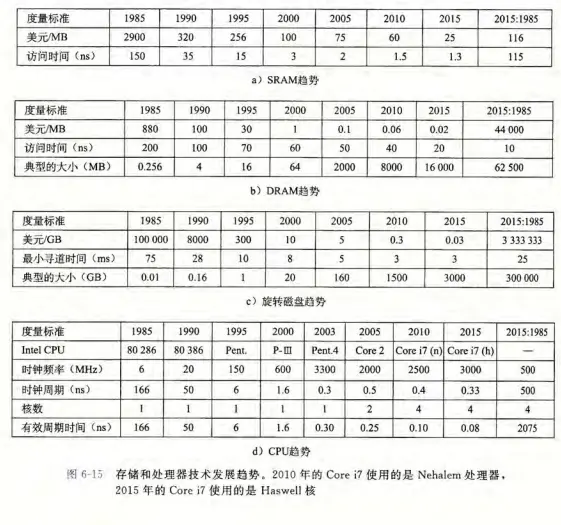 度量标准 1985 1990 1995 2000 2005 2010 2015 2015:1985
美元/MB 2900 320 256 100 75 60 25 116
访问时间（ns） 150 35 15 3 2 1.5 1.3 115
a）SRAM趋势
度量标准 1985 1990 1995 2000 2005 2010 2015 2015:1985
美元/MB 880 100 30 1 0.1 0.06 0.02 44 000
访问时间（ns） 200 100 70 60 50 40 20 10
典型的大小（MB） 0.256 4 16 64 2000 8000 16 000 62 500
b）DRAM趋势
度量标准 1985 1990 1995 2000 2005 2010 2015 2015:1985
美元/GB 100 000 8000 300 10 5 0.3 0.03 3 333 333
最小寻道时间（ms） 75 28 10 8 5 3 3 25
典型的大小（GB） 0.01 0.16 1 20 160 1500 3000 300 000
c）旋转磁盘趋势
度量标准 1985 1990 1995 2000 2003 2005 2010 2015 2015:1985
Intel CPU 80 286 80 386 Pent. P-Ⅲ Pent.4 Core 2 Core i7 (n) Core i7 (h) —
时钟频率（MHz） 6 20 150 600 3300 2000 2500 3000 500
时钟周期（ns） 166 50 6 1.6 0.3 0.5 0.4 0.33 500
核数 1 1 1 1 1 2 4 4 4
有效周期时间（ns） 166 50 6 1.6 0.30 0.25 0.10 0.08 2075
d）CPU趋势
图 6-15 存储和处理器技术发展趋势。2010 年的 Core i7 使用的是 Nehalem 处理器，
2015 年的 Core i7 使用的是 Haswell 核